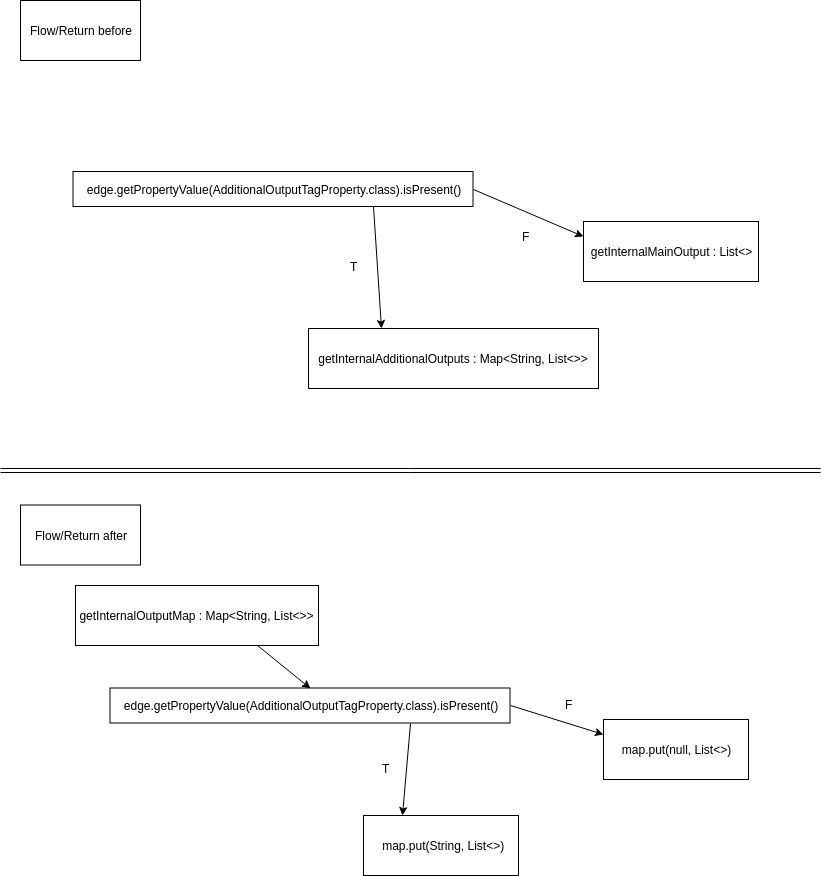 Flow/Return before
edge.getPropertyValue(AdditionalOutputTagProperty.class).isPresent()
F
getInternalMainOutput : List<>
T
getInternalAdditionalOutputs : Map<String, List<>>
Flow/Return after
getInternalOutputMap : Map<String, List<>>
edge.getPropertyValue(AdditionalOutputTagProperty.class).isPresent()
F
map.put(null, List<>)
T
map.put(String, List<>)